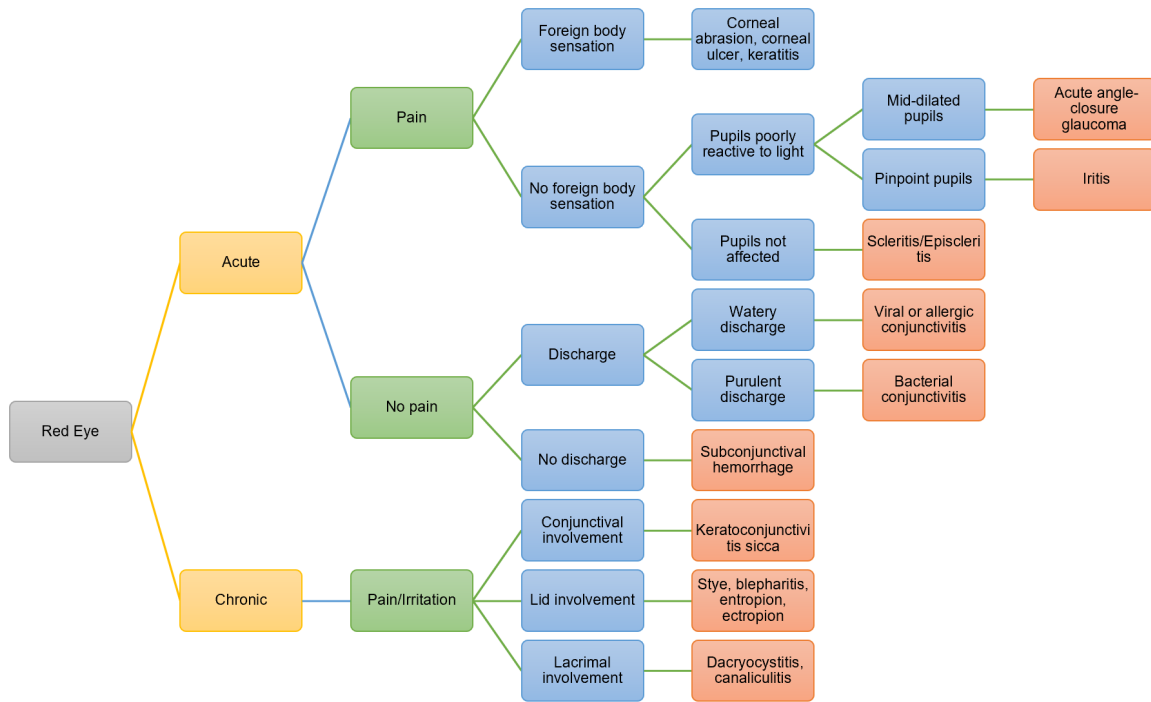 Red Eye
Acute
Pain
Foreign body
sensation
Corneal
abrasion, corneal
ulcer, keratitis
No foreign body
sensation
Pupils poorly
reactive to light
Mid-dilated
pupils
Acute angle-
closure
glaucoma
Pinpoint pupils
Iritis
Pupils not
affected
Scleritis/Episcleri
tis
No pain
Discharge
Watery
discharge
Viral or allergic
conjunctivitis
Purulent
discharge
Bacterial
conjunctivitis
No discharge
Subconjunctival
hemorrhage
Chronic
Pain/Irritation
Conjunctival
involvement
Keratoconjunctivi
tis sicca
Lid involvement
Stye, blepharitis,
entropion,
ectropion
Lacrimal
involvement
Dacryocystitis,
canaliculitis